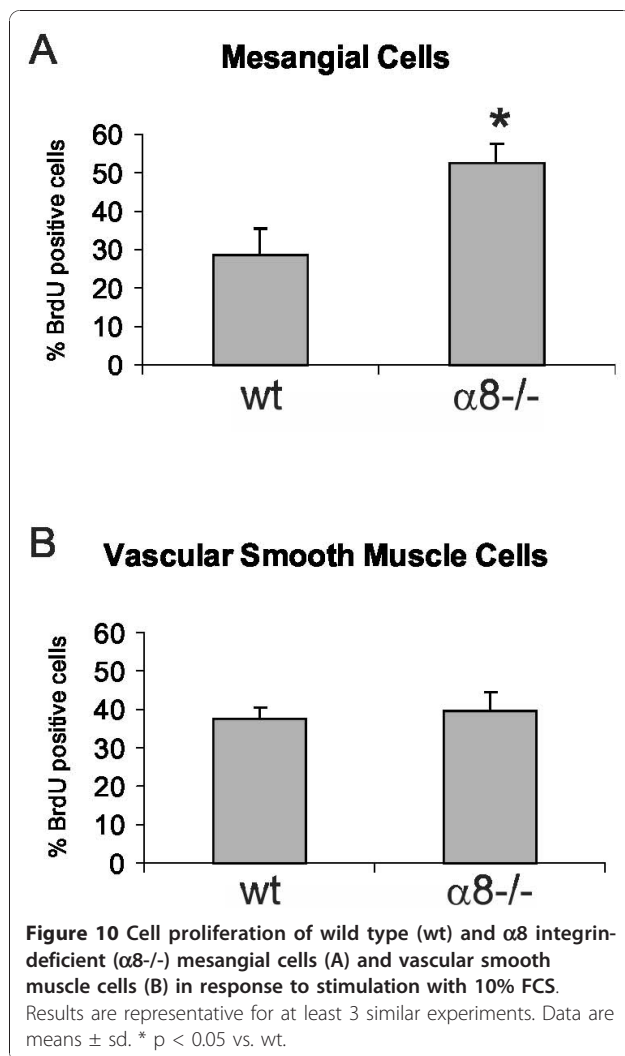 A
Mesangial Cells
% BrdU positive cells
60
50
40
30
20
10
0
*
wt
α8-/-
B
Vascular Smooth Muscle Cells
% BrdU positive cells
60
50
40
30
20
10
0
wt
α8-/-
Figure 10 Cell proliferation of wild type (wt) and α8 integrin-
deficient (α8-/-) mesangial cells (A) and vascular smooth
muscle cells (B) in response to stimulation with 10% FCS.
Results are representative for at least 3 similar experiments. Data are
means ± sd. * p < 0.05 vs. wt.